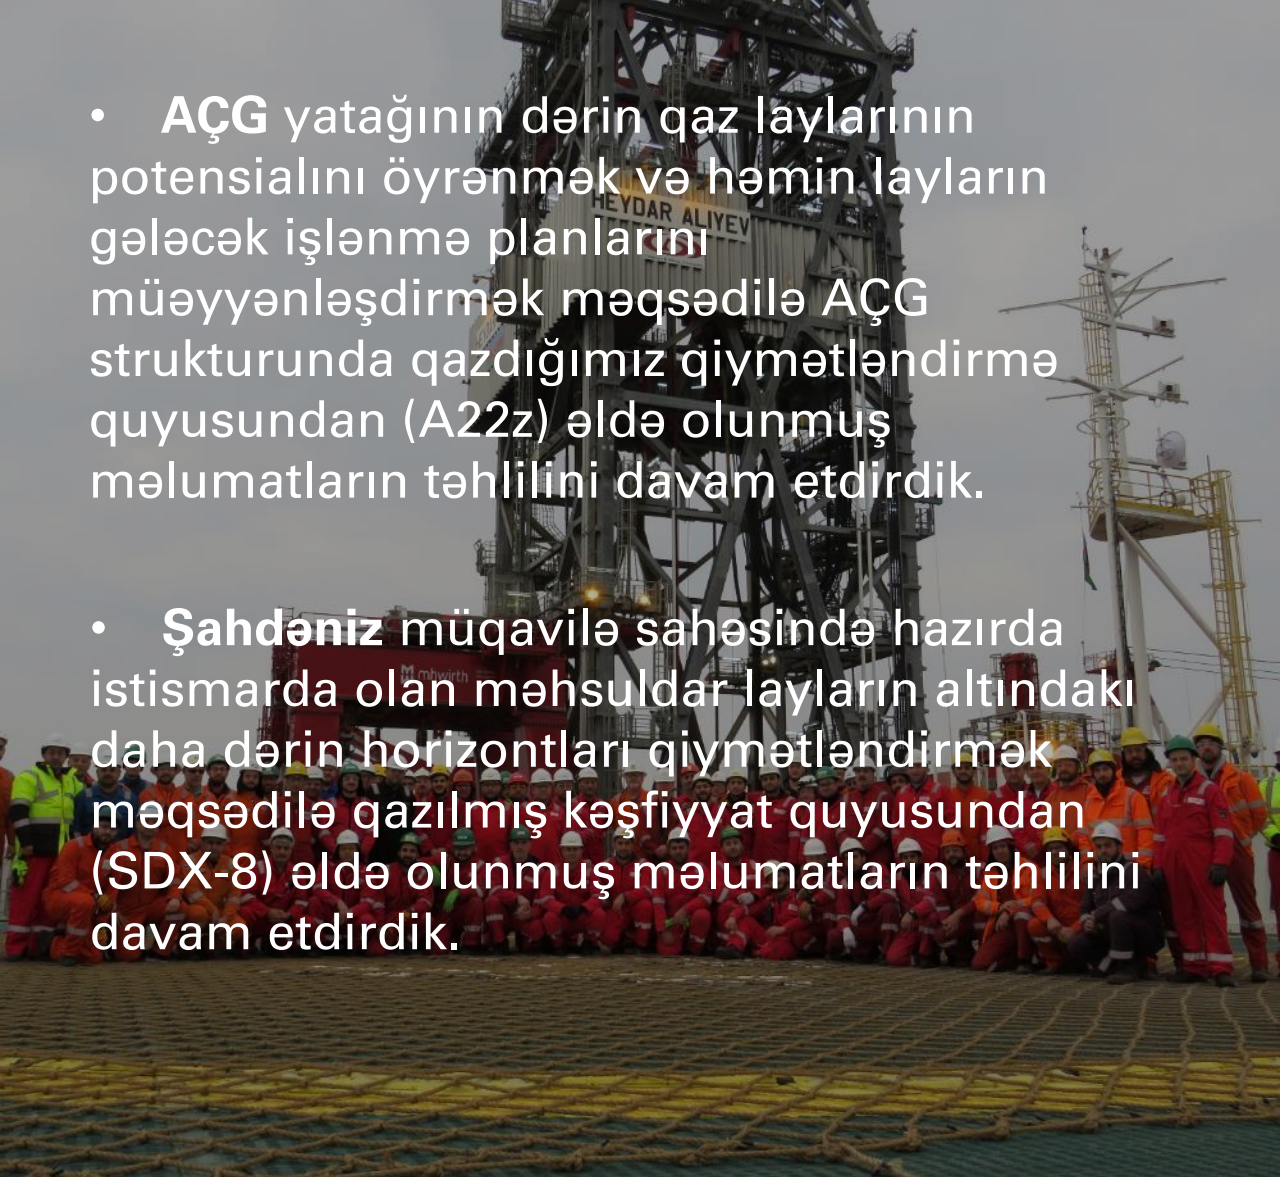 • AÇG yatağının dərin qaz laylarının
potensialını öyrənmək və həmin layların
gələcək işlənmə planlarını
müəyyənləşdirmək məqsədilə AÇG
strukturunda qazdığımız qiymətləndirmə
quyusundan (A22z) əldə olunmuş
məlumatların təhlilini davam etdirdik.
• Şahdəniz müqavilə sahəsində hazırda
istismarda olan məhsuldar layların altındakı
daha dərin horizontları qiymətləndirmək
məqsədilə qazılmış kəşfiyyat quyusundan
(SDX-8) əldə olunmuş məlumatların təhlilini
davam etdirdik.
HEYDAR ALIYEV
mhwirth